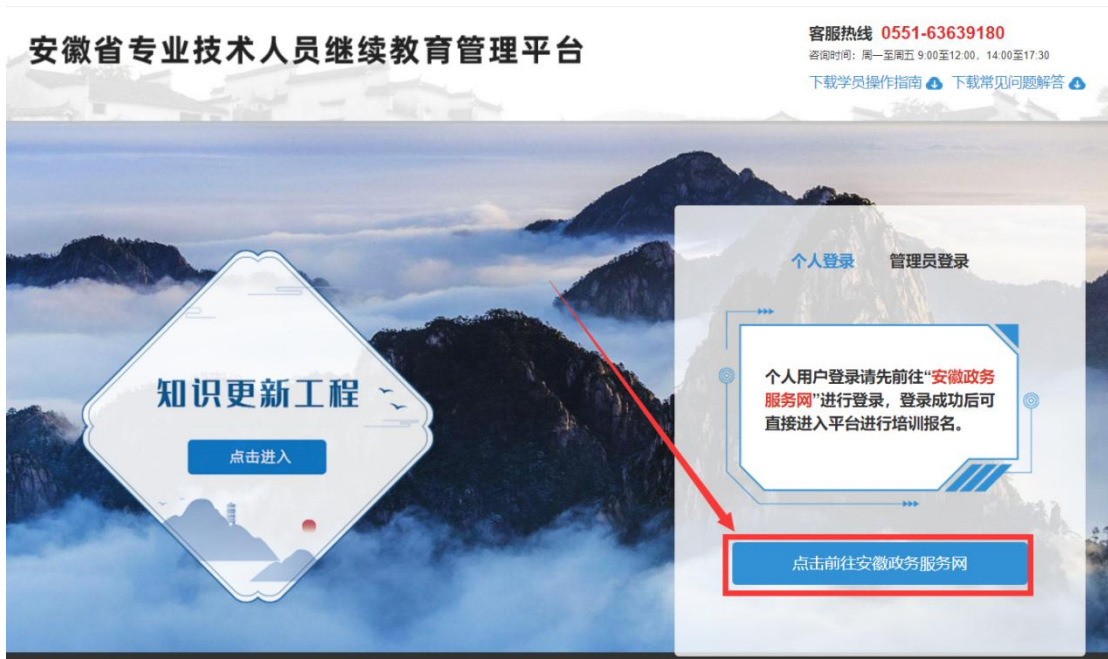 安徽省专业技术人员继续教育管理平台
客服热线 0551-63639180
咨询时间：周一至周五 9:00至12:00，14:00至17:30
下载学员操作指南 下载常见问题解答
个人登录 管理员登录
个人用户登录请先前往“安徽政务
服务网”进行登录，登录成功后可
直接进入平台进行培训报名。
知识更新工程
点击进入
点击前往安徽政务服务网